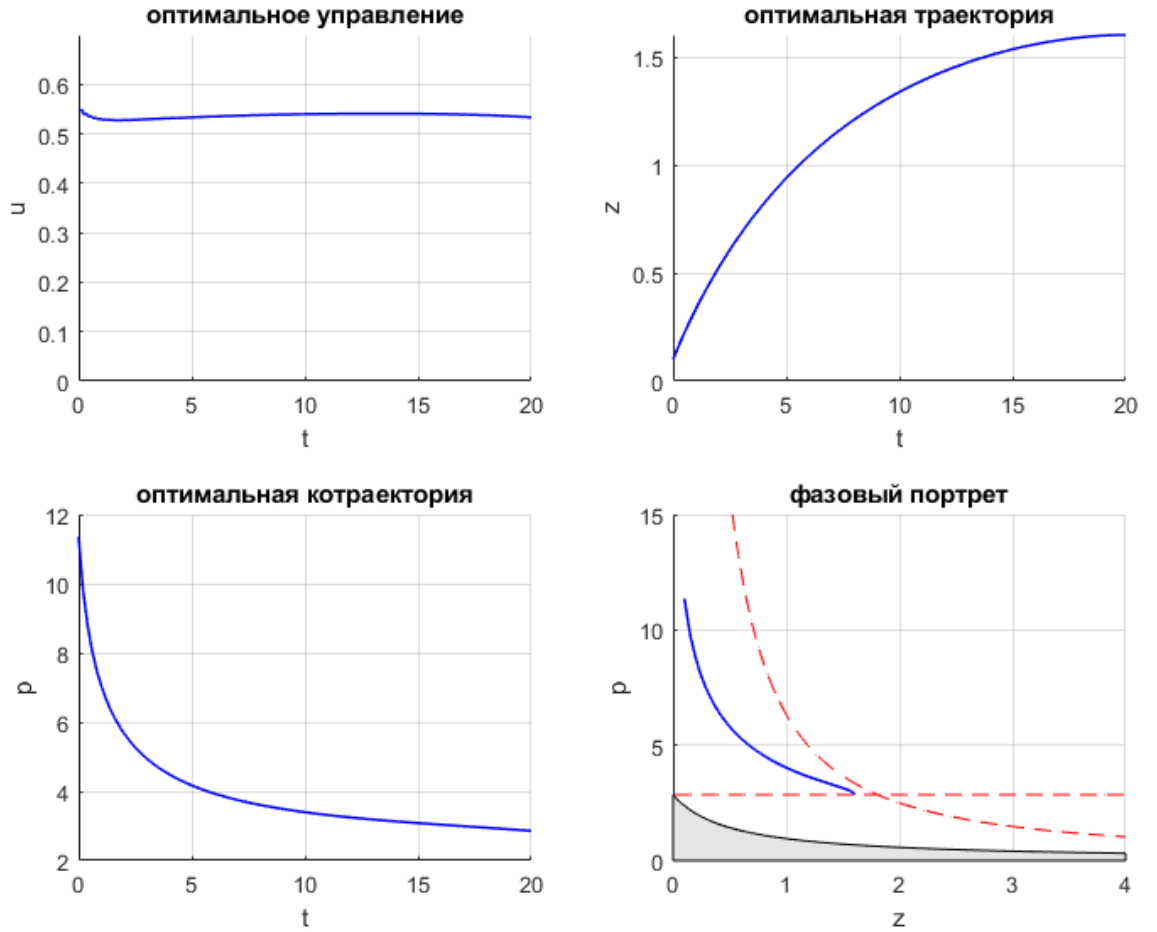 оптимальное управление
0.6
0.5
0.4
0.3
0.2
0.1
0
u
0 5 10 15 20
t
оптимальная траектория
1.5
1
0.5
0
z
0 5 10 15 20
t
оптимальная котраектория
12
10
8
6
4
2
p
0 5 10 15 20
t
фазовый портрет
15
10
5
0
p
0 1 2 3 4
z